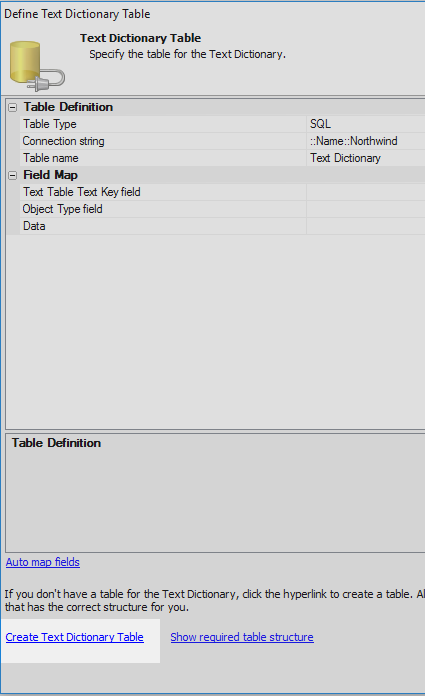 Define Text Dictionary Table
Text Dictionary Table
Specify the table for the Text Dictionary.
Table Definition
Table Type SQL
Connection string ::Name::Northwind
Table name Text Dictionary
Field Map
Text Table Text Key field
Object Type field
Data
Table Definition
Auto map fields
If you don't have a table for the Text Dictionary, click the hyperlink to create a table.
that has the correct structure for you.
Create Text Dictionary Table Show required table structure